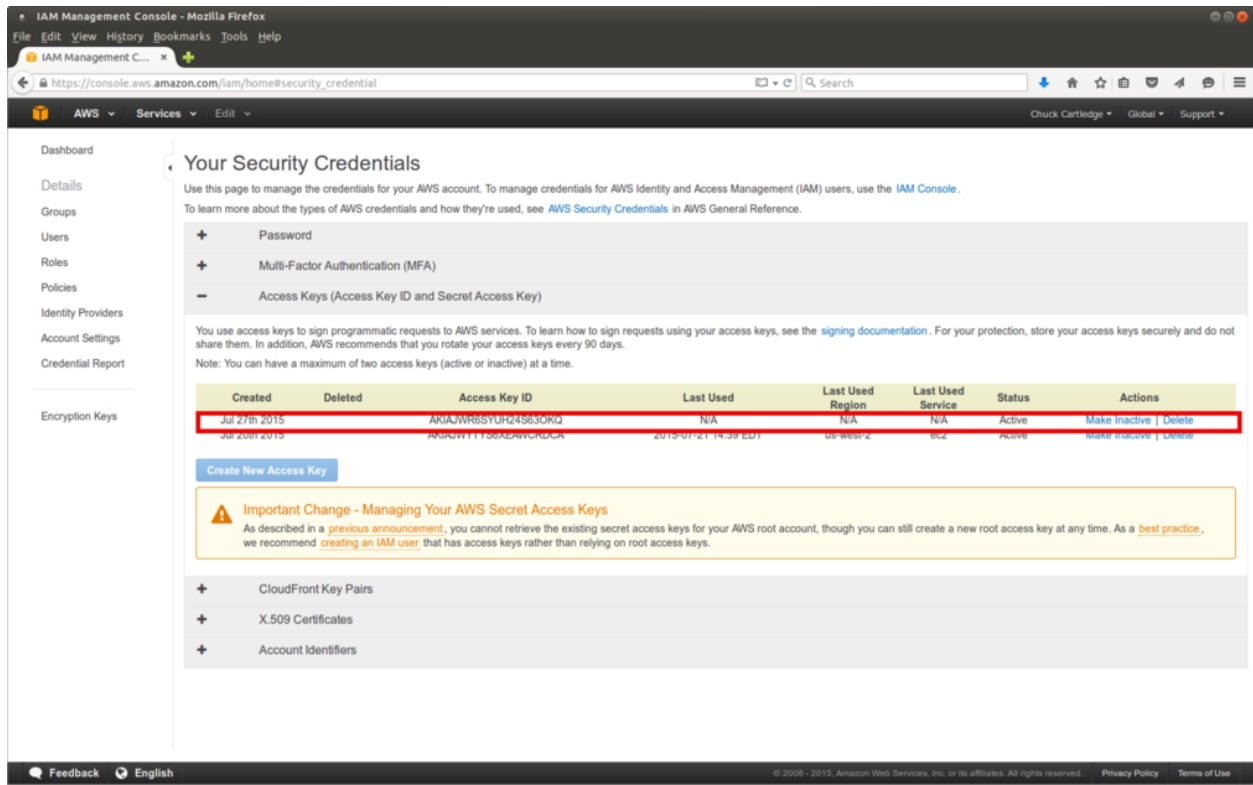 IAM Management Console - Mozilla Firefox
File Edit View History Bookmarks Tools Help
IAM Management C... ×
https://console.aws.amazon.com/iam/home#security_credential Search
AWS Services Edit Chuck Cartledge Global Support
Dashboard
Details
Groups
Users
Roles
Policies
Identity Providers
Account Settings
Credential Report
Encryption Keys
Your Security Credentials
Use this page to manage the credentials for your AWS account. To manage credentials for AWS Identity and Access Management (IAM) users, use the IAM Console.
To learn more about the types of AWS credentials and how they're used, see AWS Security Credentials in AWS General Reference.
+ Password
+ Multi-Factor Authentication (MFA)
− Access Keys (Access Key ID and Secret Access Key)
You use access keys to sign programmatic requests to AWS services. To learn how to sign requests using your access keys, see the signing documentation. For your protection, store your access keys securely and do not
share them. In addition, AWS recommends that you rotate your access keys every 90 days.
Note: You can have a maximum of two access keys (active or inactive) at a time.
Created Deleted Access Key ID Last Used Last Used Region Last Used Service Status Actions
Jul 27th 2015 AKIAJWR6SYUH24S63OKQ N/A N/A N/A Active Make Inactive | Delete
Jul 20th 2015 2015-07-21 14:39 EDT us-west-2 ec2 Active Make Inactive | Delete
Create New Access Key
Important Change - Managing Your AWS Secret Access Keys
As described in a previous announcement, you cannot retrieve the existing secret access keys for your AWS root account, though you can still create a new root access key at any time. As a best practice,
we recommend creating an IAM user that has access keys rather than relying on root access keys.
+ CloudFront Key Pairs
+ X.509 Certificates
+ Account Identifiers
Feedback English © 2008 - 2015, Amazon Web Services, Inc. or its affiliates. All rights reserved. Privacy Policy Terms of Use